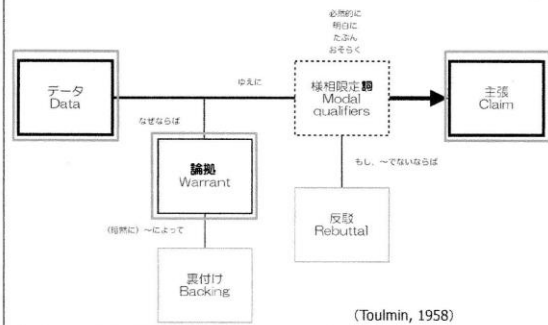 必然的に
明白に
たぶん
おそらく
データ
Data
ゆえに
様相限定詞
Modal
qualifiers
主張
Claim
なぜならば
論拠
Warrant
もし、~でないならば
(暗黙に) ~によって
反駁
Rebuttal
裏付け
Backing
(Toulmin, 1958)